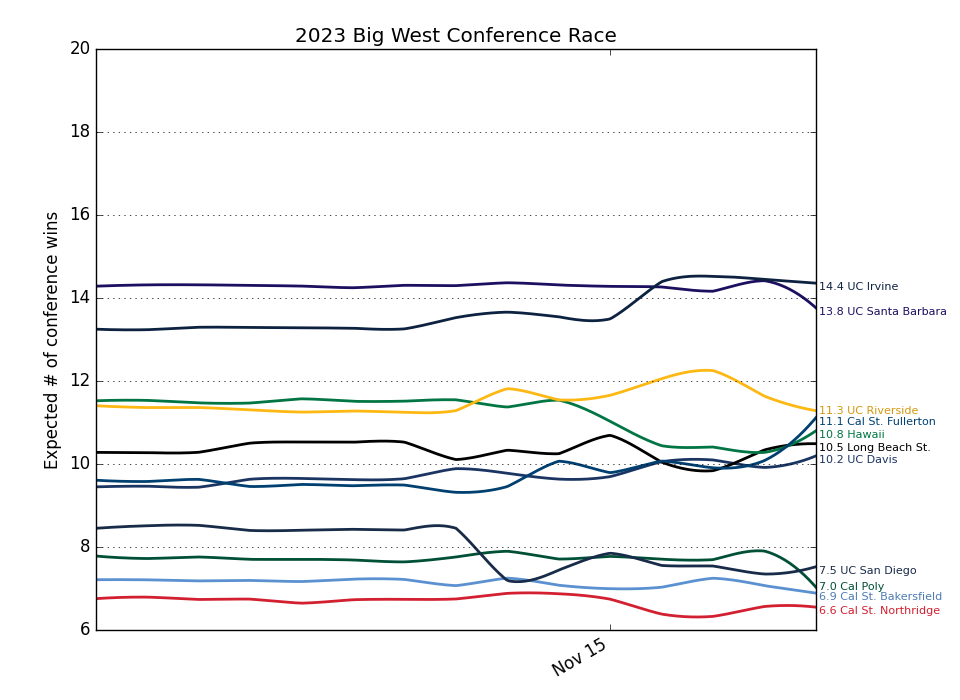 2023 Big West Conference Race
Expected # of conference wins
20
18
16
14
12
10
8
6
14.4 UC Irvine
13.8 UC Santa Barbara
11.3 UC Riverside
11.1 Cal St. Fullerton
10.8 Hawaii
10.5 Long Beach St.
10.2 UC Davis
7.5 UC San Diego
7.0 Cal Poly
6.9 Cal St. Bakersfield
6.6 Cal St. Northridge
Nov 15